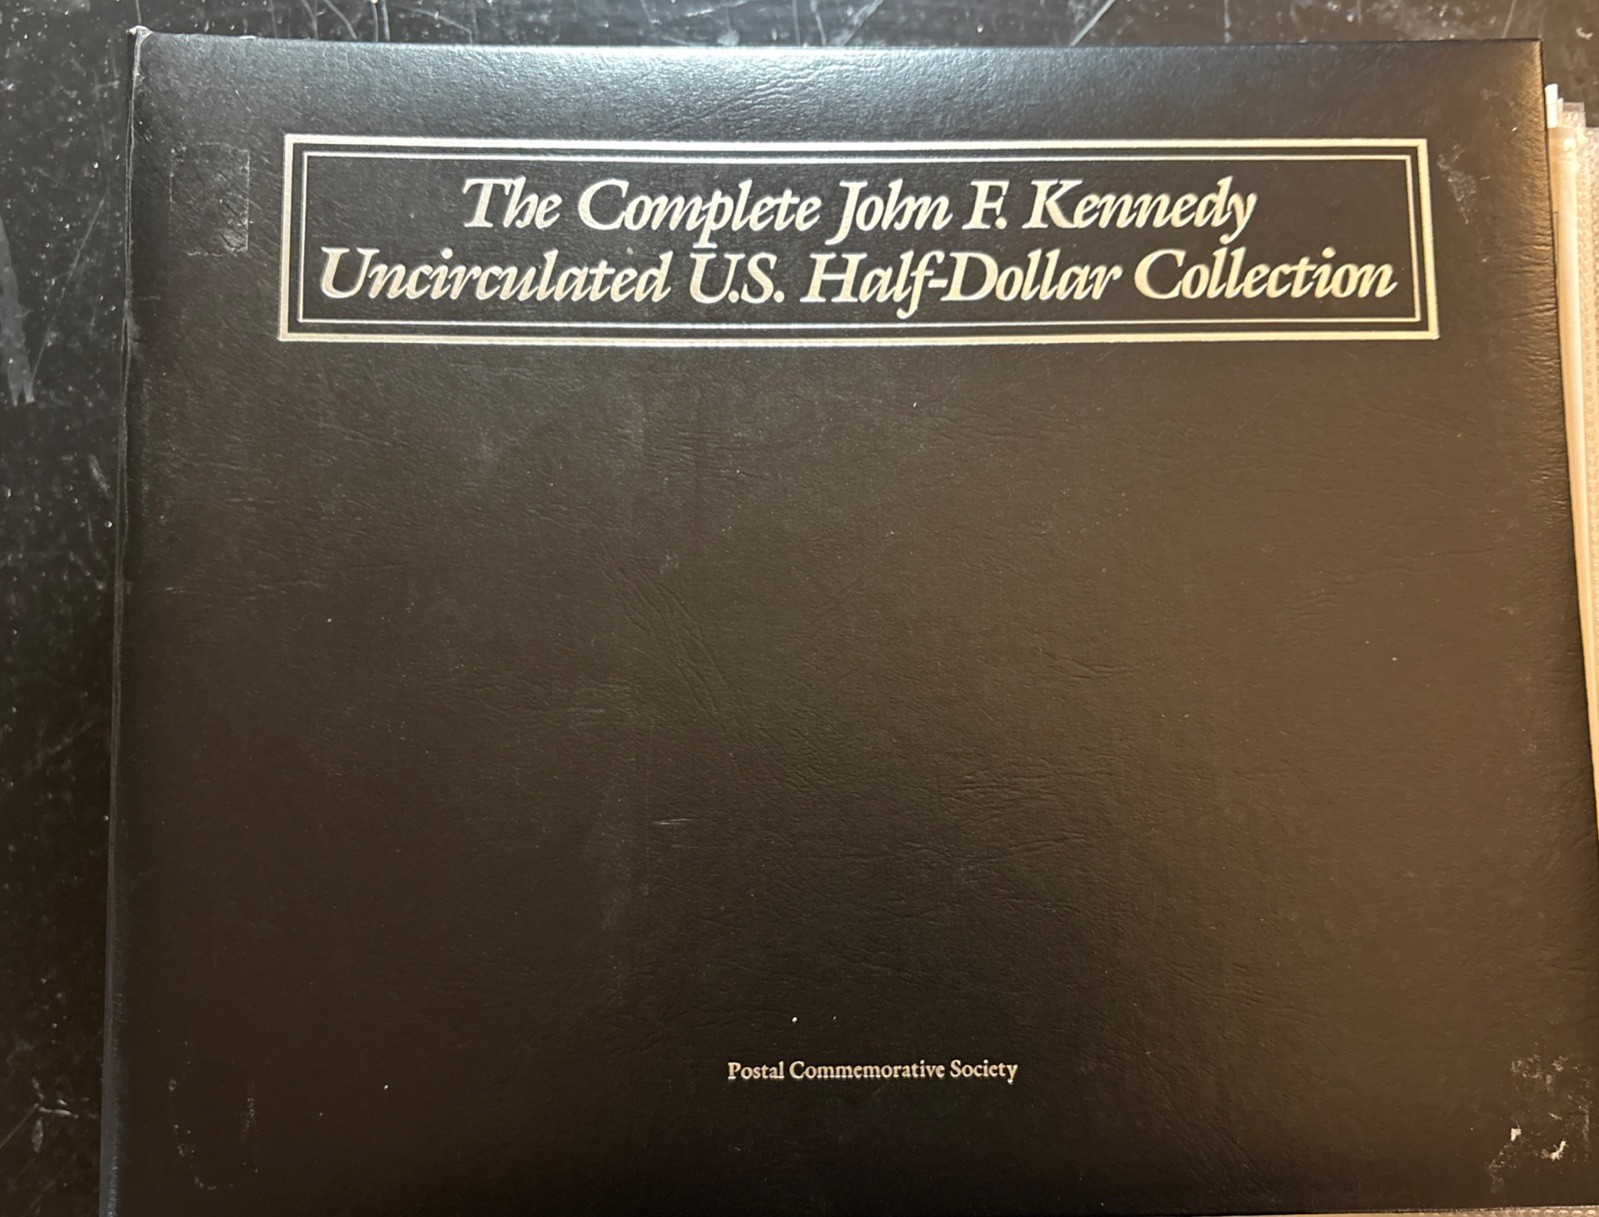 The Complete John F. Kennedy
Uncirculated U.S. Half-Dollar Collection
Postal Commemorative Society